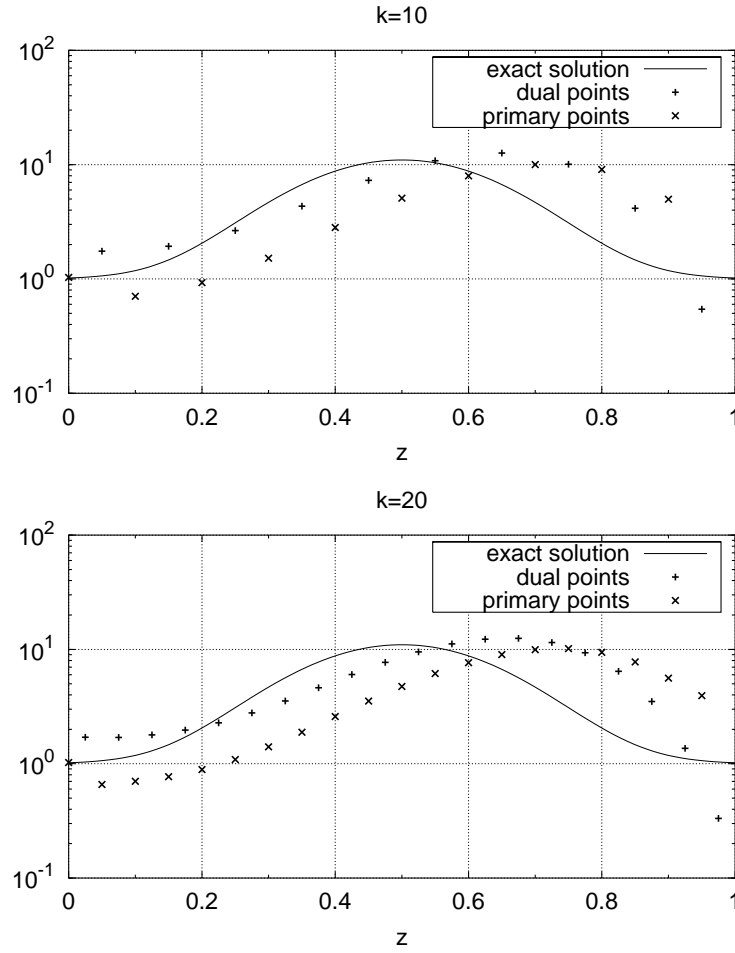 k=10
10^2
10^1
10^0
10^-1
exact solution
dual points
primary points
0 0.2 0.4 0.6 0.8 1
z
k=20
10^2
10^1
10^0
10^-1
exact solution
dual points
primary points
0 0.2 0.4 0.6 0.8 1
z